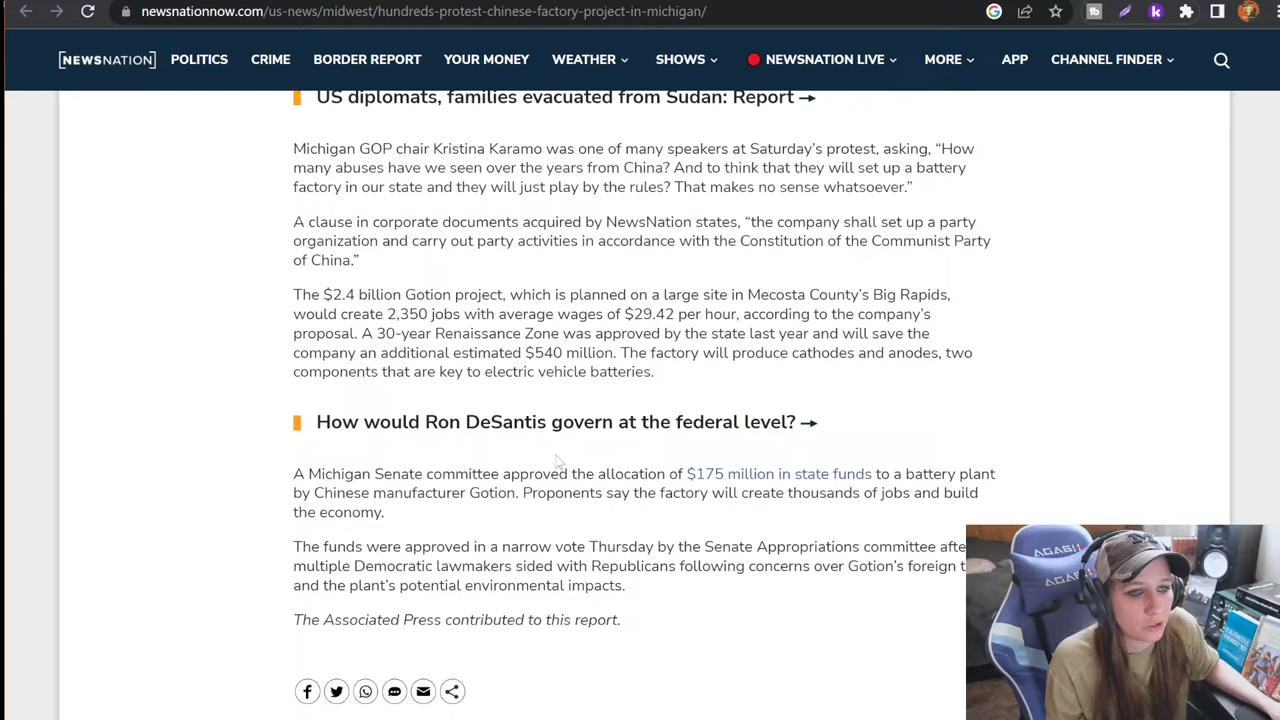 newsnationnow.com/us-news/midwest/hundreds-protest-chinese-factory-project-in-michigan/
[NEWSNATION] POLITICS CRIME BORDER REPORT YOUR MONEY WEATHER SHOWS NEWSNATION LIVE MORE APP CHANNEL FINDER
US diplomats, families evacuated from Sudan: Report
Michigan GOP chair Kristina Karamo was one of many speakers at Saturday’s protest, asking, “How
many abuses have we seen over the years from China? And to think that they will set up a battery
factory in our state and they will just play by the rules? That makes no sense whatsoever.”
A clause in corporate documents acquired by NewsNation states, “the company shall set up a party
organization and carry out party activities in accordance with the Constitution of the Communist Party
of China.”
The $2.4 billion Gotion project, which is planned on a large site in Mecosta County’s Big Rapids,
would create 2,350 jobs with average wages of $29.42 per hour, according to the company’s
proposal. A 30-year Renaissance Zone was approved by the state last year and will save the
company an additional estimated $540 million. The factory will produce cathodes and anodes, two
components that are key to electric vehicle batteries.
How would Ron DeSantis govern at the federal level?
A Michigan Senate committee approved the allocation of $175 million in state funds to a battery plant
by Chinese manufacturer Gotion. Proponents say the factory will create thousands of jobs and build
the economy.
The funds were approved in a narrow vote Thursday by the Senate Appropriations committee afte
multiple Democratic lawmakers sided with Republicans following concerns over Gotion’s foreign t
and the plant’s potential environmental impacts.
The Associated Press contributed to this report.